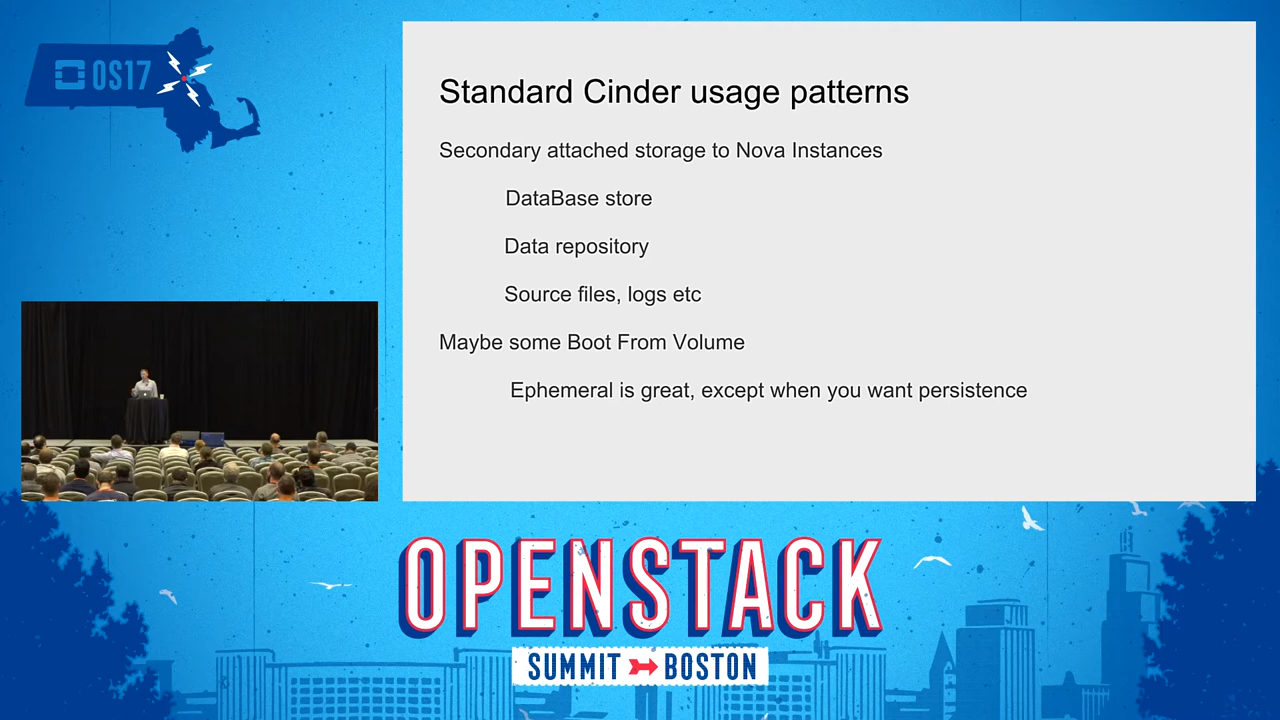 OS17
Standard Cinder usage patterns
Secondary attached storage to Nova Instances
DataBase store
Data repository
Source files, logs etc
Maybe some Boot From Volume
Ephemeral is great, except when you want persistence
OPENSTACK
SUMMIT BOSTON